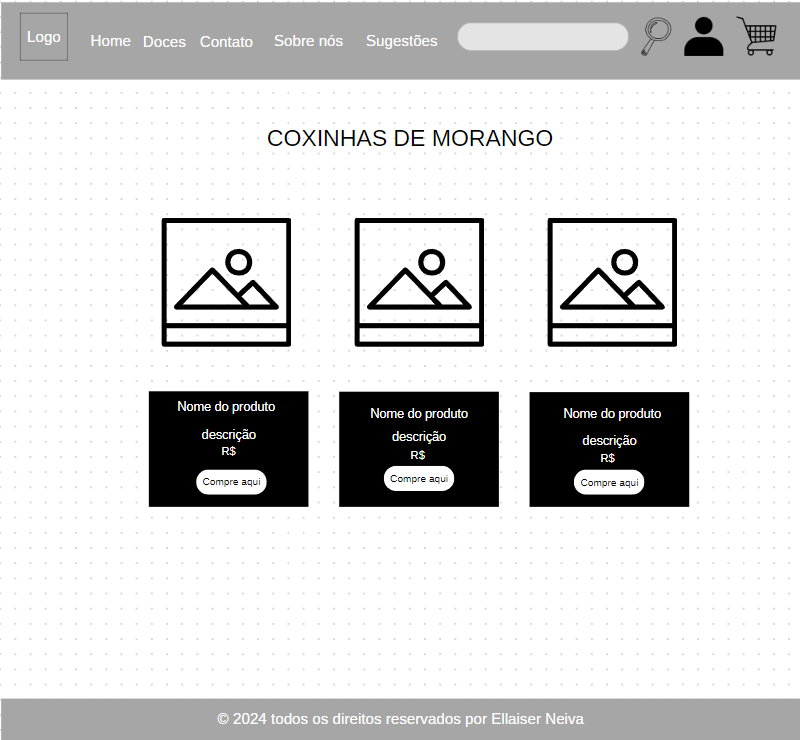 Logo Home Doces Contato Sobre nós Sugestões
COXINHAS DE MORANGO
Nome do produto
descrição
R$
Compre aqui
Nome do produto
descrição
R$
Compre aqui
Nome do produto
descrição
R$
Compre aqui
© 2024 todos os direitos reservados por Ellaiser Neiva